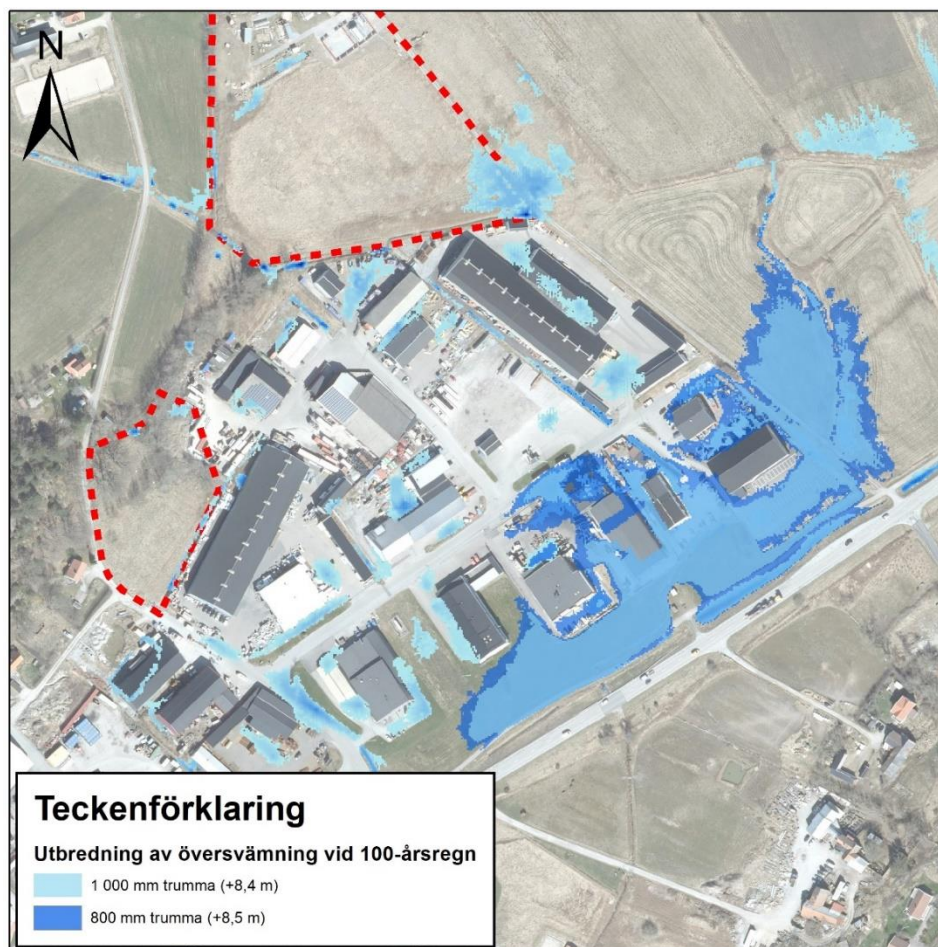 N
Teckenförklaring
Utbredning av översvämning vid 100-årsregn
1 000 mm trumma (+8,4 m)
800 mm trumma (+8,5 m)